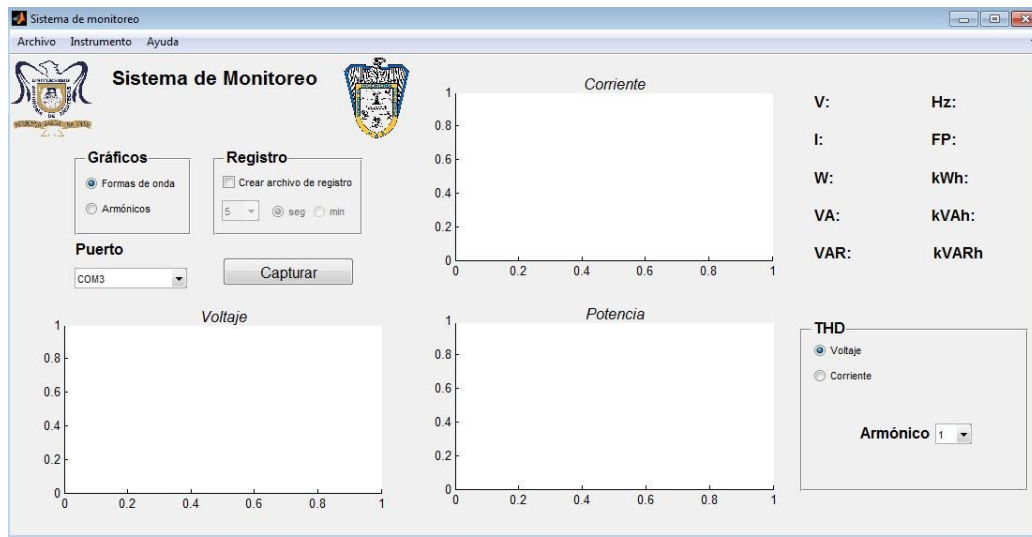 Sistema de monitoreo
Archivo Instrumento Ayuda
Sistema de Monitoreo
Gráficos
Formas de onda
Armónicos
Registro
Crear archivo de registro
5 seg min
Puerto
COM3
Capturar
Corriente
1
0.8
0.6
0.4
0.2
0
0 0.2 0.4 0.6 0.8 1
V: Hz:
I: FP:
W: kWh:
VA: kVAh:
VAR: kVARh
Voltaje
1
0.8
0.6
0.4
0.2
0
0 0.2 0.4 0.6 0.8 1
Potencia
1
0.8
0.6
0.4
0.2
0
0 0.2 0.4 0.6 0.8 1
THD
Voltaje
Corriente
Armónico 1